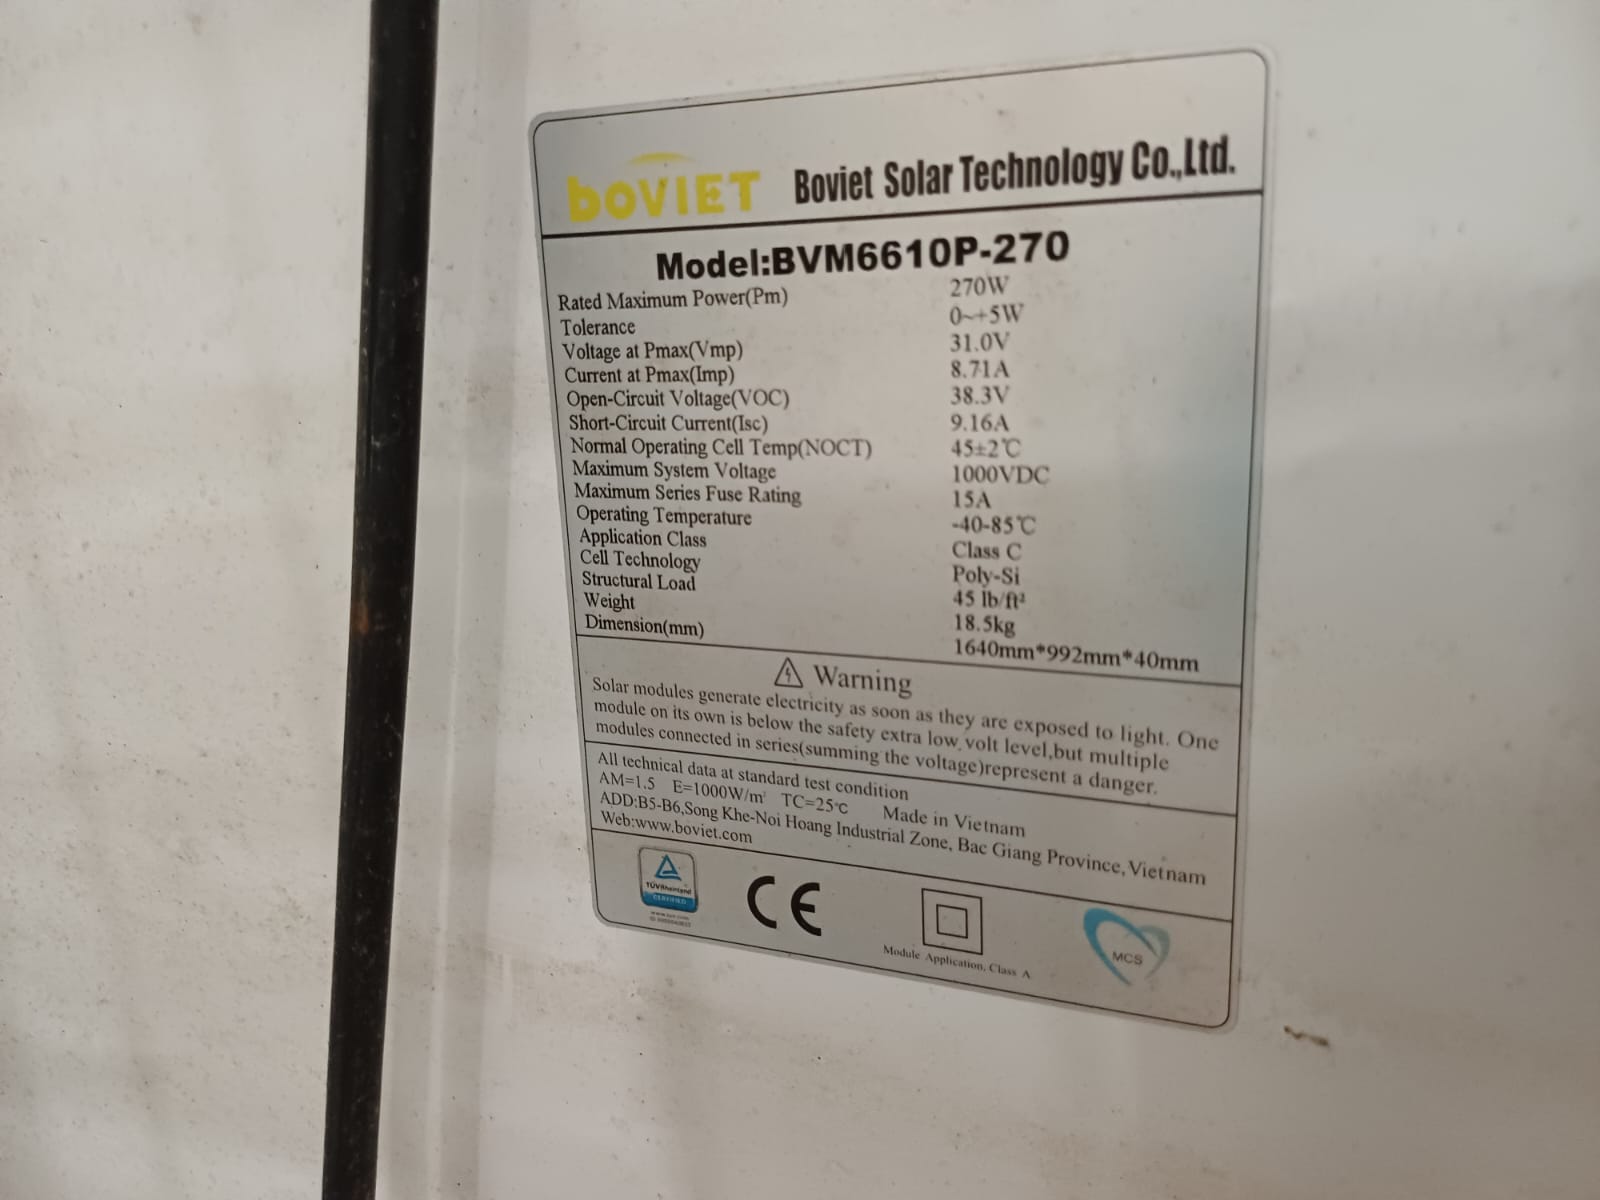 boVIET Boviet Solar Technology Co.,Ltd.
Model:BVM6610P-270
Rated Maximum Power(Pm) 270W
Tolerance 0~+5W
Voltage at Pmax(Vmp) 31.0V
Current at Pmax(Imp) 8.71A
Open-Circuit Voltage(VOC) 38.3V
Short-Circuit Current(Isc) 9.16A
Normal Operating Cell Temp(NOCT) 45±2℃
Maximum System Voltage 1000VDC
Maximum Series Fuse Rating 15A
Operating Temperature -40-85℃
Application Class Class C
Cell Technology Poly-Si
Structural Load 45 lb/ft²
Weight 18.5kg
Dimension(mm) 1640mm*992mm*40mm
Warning
Solar modules generate electricity as soon as they are exposed to light. One
module on its own is below the safety extra low volt level,but multiple
modules connected in series(summing the voltage)represent a danger.
All technical data at standard test condition
AM=1.5 E=1000W/m² TC=25℃ Made in Vietnam
ADD:B5-B6,Song Khe-Noi Hoang Industrial Zone, Bac Giang Province, Vietnam
Web:www.boviet.com
TÜVRheinland
CERTIFIED
www.tuv.com
CE
Module Application, Class A
MCS